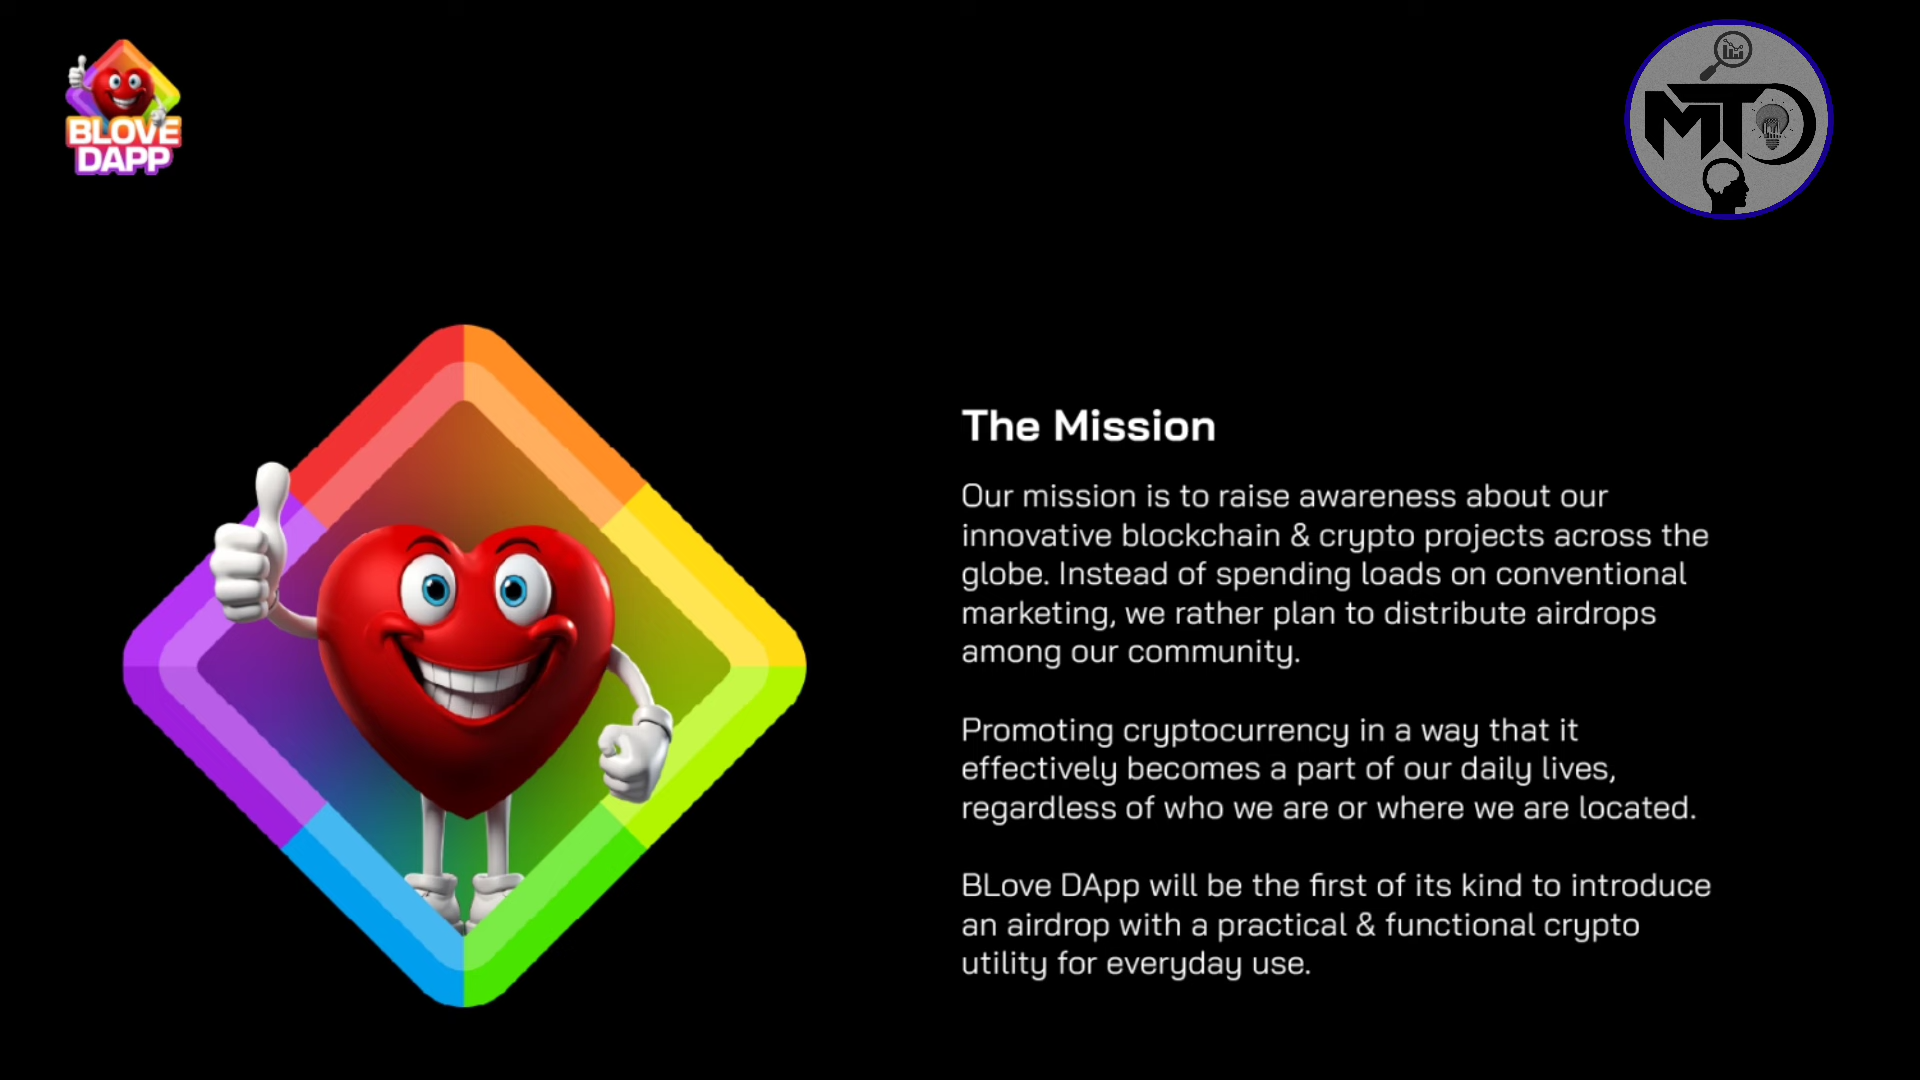 BLOVE
DAPP
MTD
The Mission
Our mission is to raise awareness about our
innovative blockchain & crypto projects across the
globe. Instead of spending loads on conventional
marketing, we rather plan to distribute airdrops
among our community.
Promoting cryptocurrency in a way that it
effectively becomes a part of our daily lives,
regardless of who we are or where we are located.
BLove DApp will be the first of its kind to introduce
an airdrop with a practical & functional crypto
utility for everyday use.